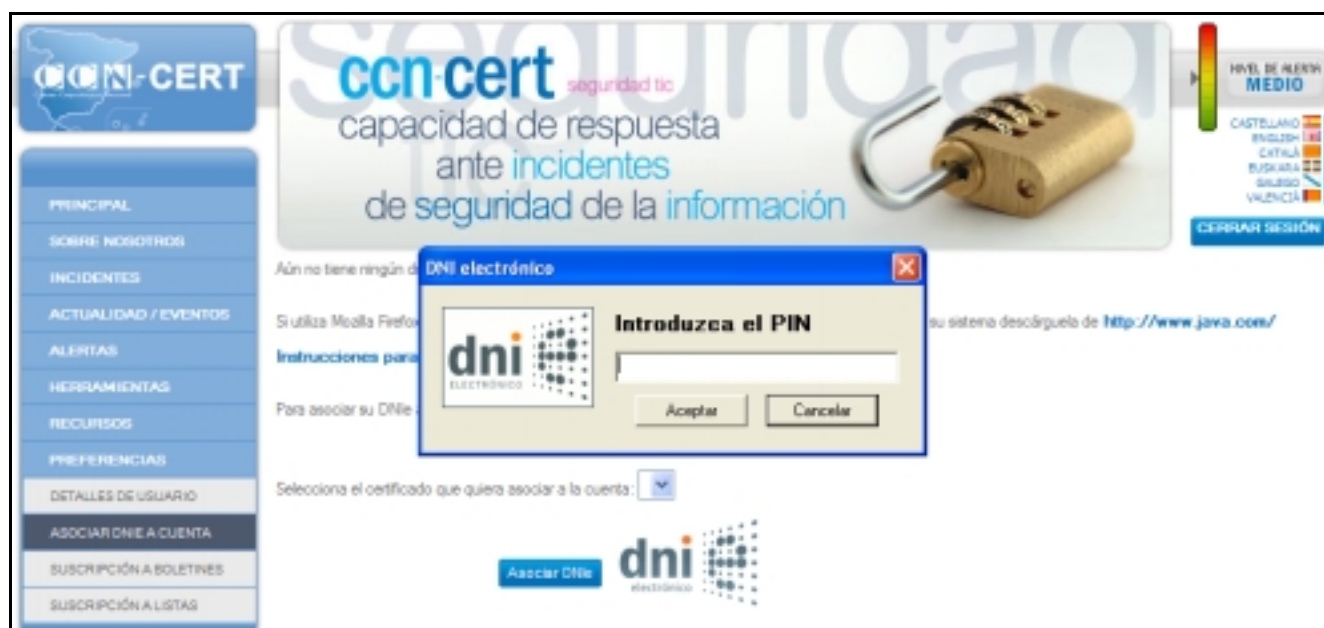 CCN-CERT
seguridad
tic
ccn-cert seguridad tic
capacidad de respuesta
ante incidentes
de seguridad de la información
NIVEL DE ALERTA
MEDIO
CASTELLANO
ENGLISH
CATALÀ
EUSKARA
GALEGO
VALENCIÀ
CERRAR SESIÓN
PRINCIPAL
SOBRE NOSOTROS
INCIDENTES
ACTUALIDAD / EVENTOS
ALERTAS
HERRAMIENTAS
RECURSOS
PREFERENCIAS
DETALLES DE USUARIO
ASOCIAR DNIE A CUENTA
SUSCRIPCIÓN A BOLETINES
SUSCRIPCIÓN A LISTAS
Aún no tiene ningún d
Si utiliza Mozilla Firefo
su sistema descárguela de http://www.java.com/
Instrucciones para
Para asociar su DNIe
DNI electrónico
dni
ELECTRÓNICO
Introduzca el PIN
Aceptar
Cancelar
Selecciona el certificado que quiera asociar a la cuenta:
Asociar DNIe
dni
electrónico